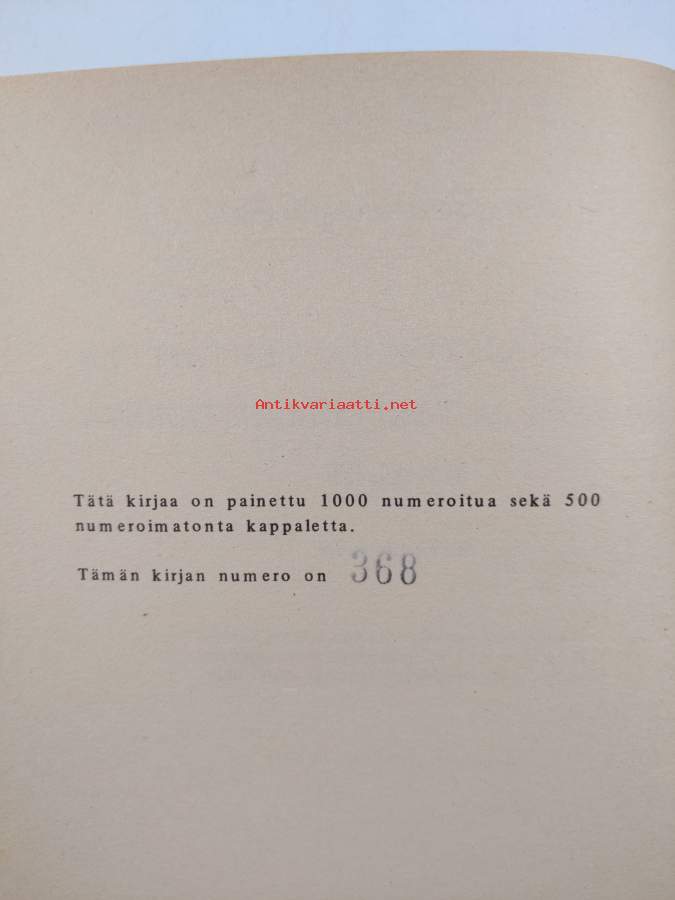 Antikvariaatti.net
Tätä kirjaa on painettu 1000 numeroitua sekä 500
numeroimatonta kappaletta.
Tämän kirjan numero on 368